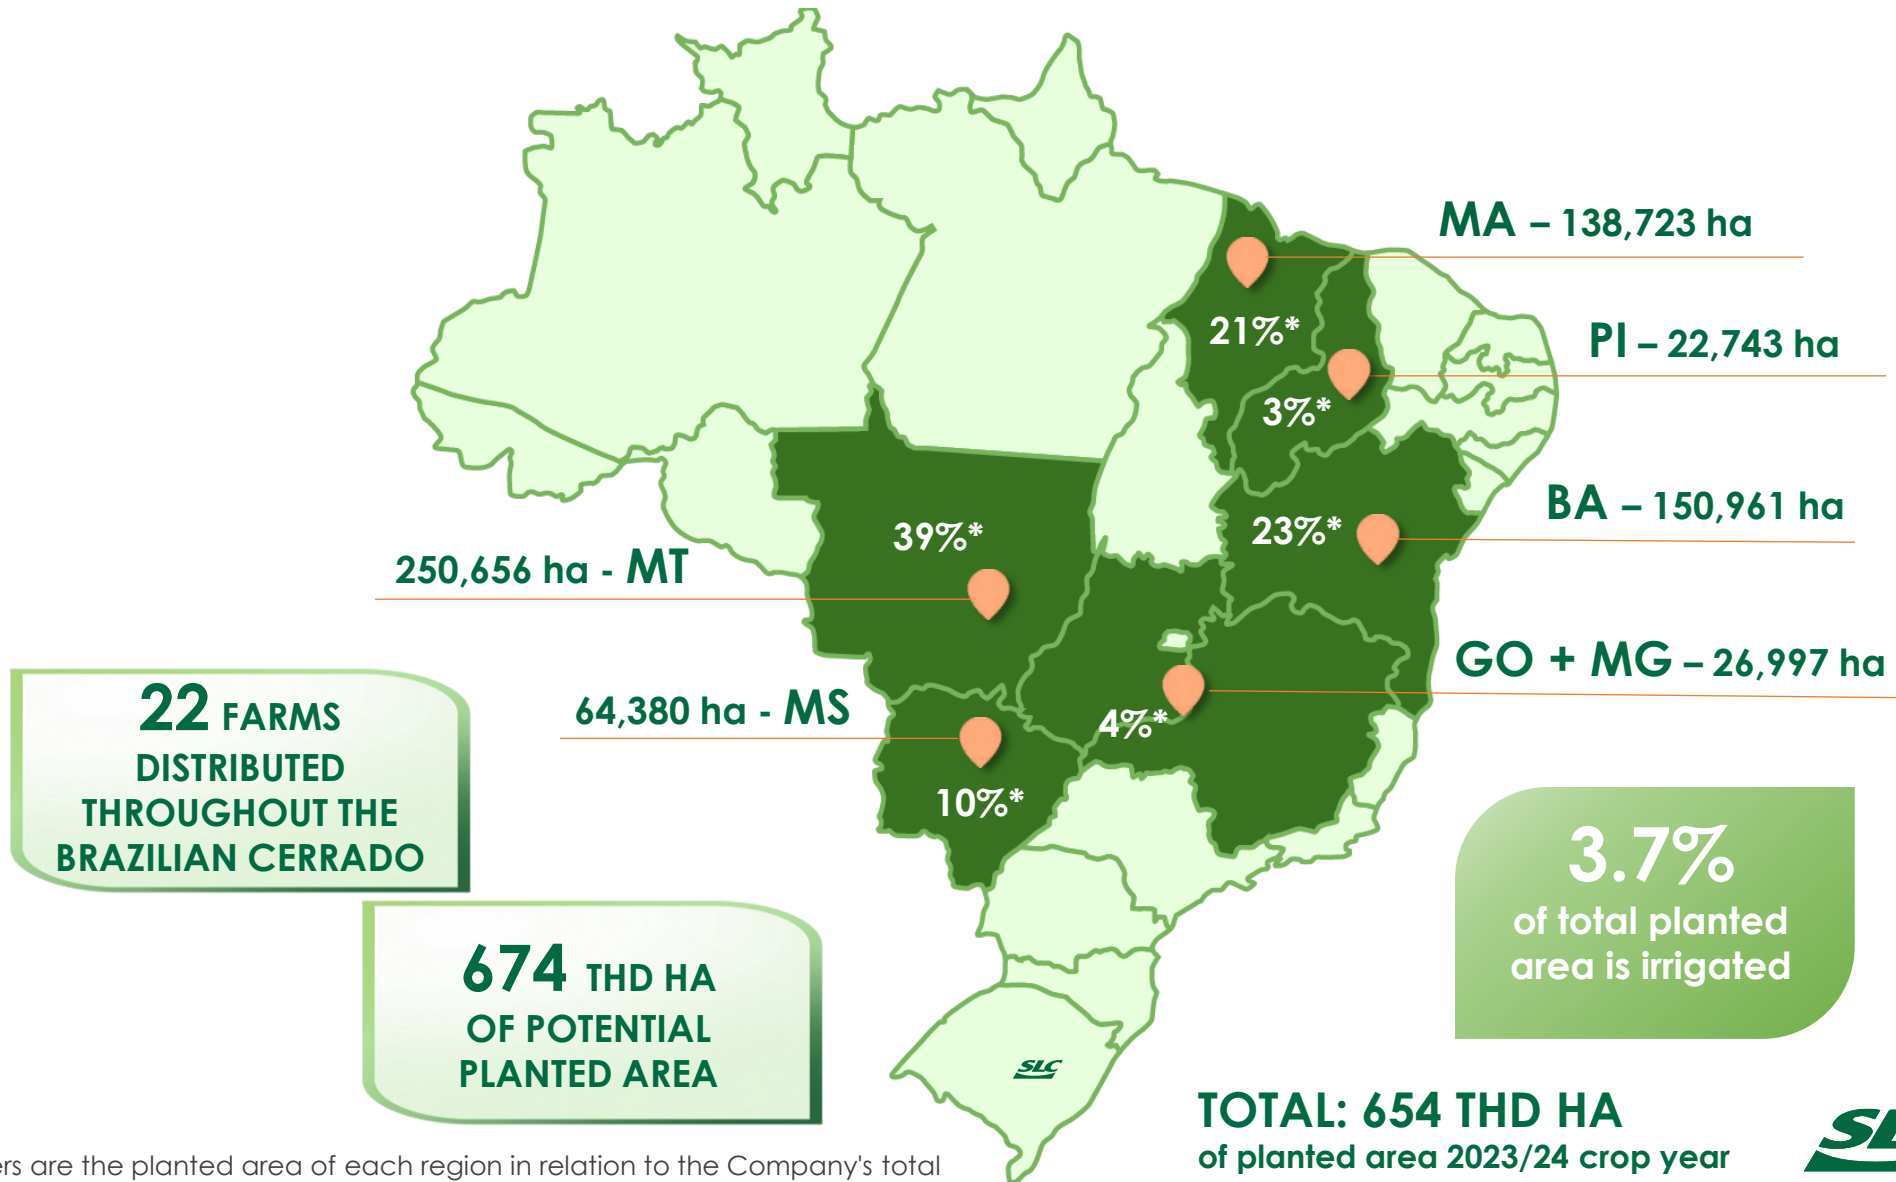 MA – 138,723 ha
21%*
PI – 22,743 ha
3%*
BA – 150,961 ha
23%*
39%*
250,656 ha - MT
GO + MG – 26,997 ha
4%*
64,380 ha - MS
10%*
22 FARMS
DISTRIBUTED
THROUGHOUT THE
BRAZILIAN CERRADO
3.7%
of total planted
area is irrigated
674 THD HA
OF POTENTIAL
PLANTED AREA
SLC
TOTAL: 654 THD HA
of planted area 2023/24 crop year
are the planted area of each region in relation to the Company's total